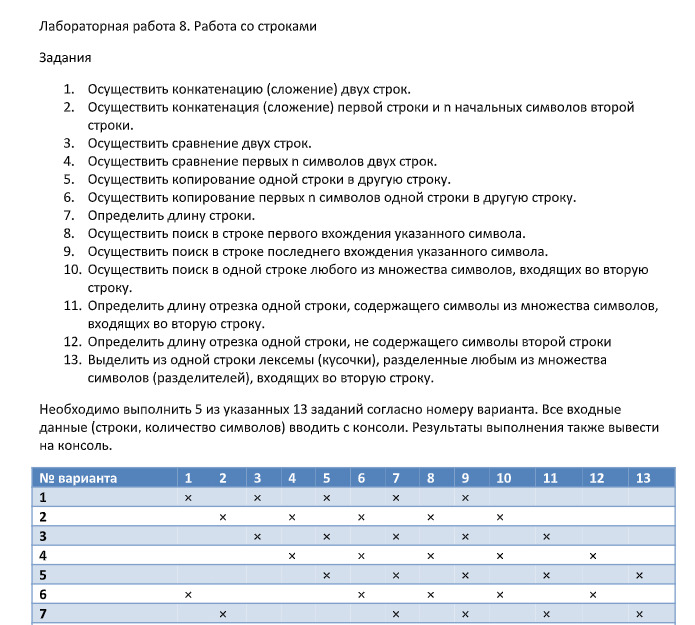 Лабораторная работа 8. Работа со строками
Задания
1. Осуществить конкатенацию (сложение) двух строк.
2. Осуществить конкатенация (сложение) первой строки и n начальных символов второй
строки.
3. Осуществить сравнение двух строк.
4. Осуществить сравнение первых n символов двух строк.
5. Осуществить копирование одной строки в другую строку.
6. Осуществить копирование первых n символов одной строки в другую строку.
7. Определить длину строки.
8. Осуществить поиск в строке первого вхождения указанного символа.
9. Осуществить поиск в строке последнего вхождения указанного символа.
10. Осуществить поиск в одной строке любого из множества символов, входящих во вторую
строку.
11. Определить длину отрезка одной строки, содержащего символы из множества символов,
входящих во вторую строку.
12. Определить длину отрезка одной строки, не содержащего символы второй строки
13. Выделить из одной строки лексемы (кусочки), разделенные любым из множества
символов (разделителей), входящих во вторую строку.
Необходимо выполнить 5 из указанных 13 заданий согласно номеру варианта. Все входные
данные (строки, количество символов) вводить с консоли. Результаты выполнения также вывести
на консоль.
№ варианта 1 2 3 4 5 6 7 8 9 10 11 12 13
1 × × × × ×
2 × × × × ×
3 × × × × ×
4 × × × × ×
5 × × × × ×
6 × × × × ×
7 × × × × ×